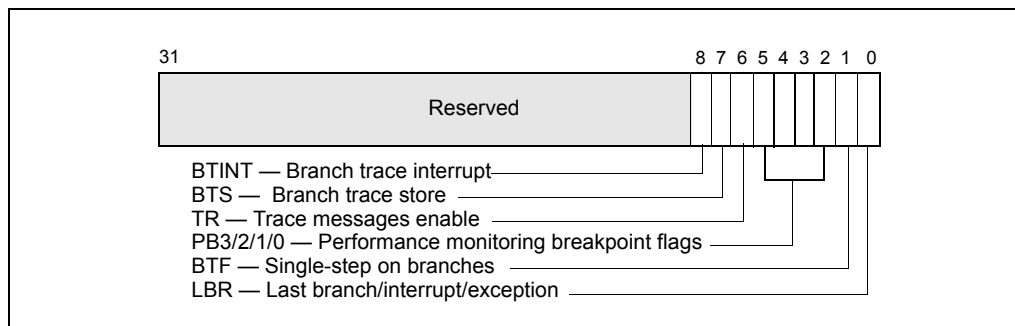 31 8 7 6 5 4 3 2 1 0
Reserved
BTINT — Branch trace interrupt
BTS — Branch trace store
TR — Trace messages enable
PB3/2/1/0 — Performance monitoring breakpoint flags
BTF — Single-step on branches
LBR — Last branch/interrupt/exception